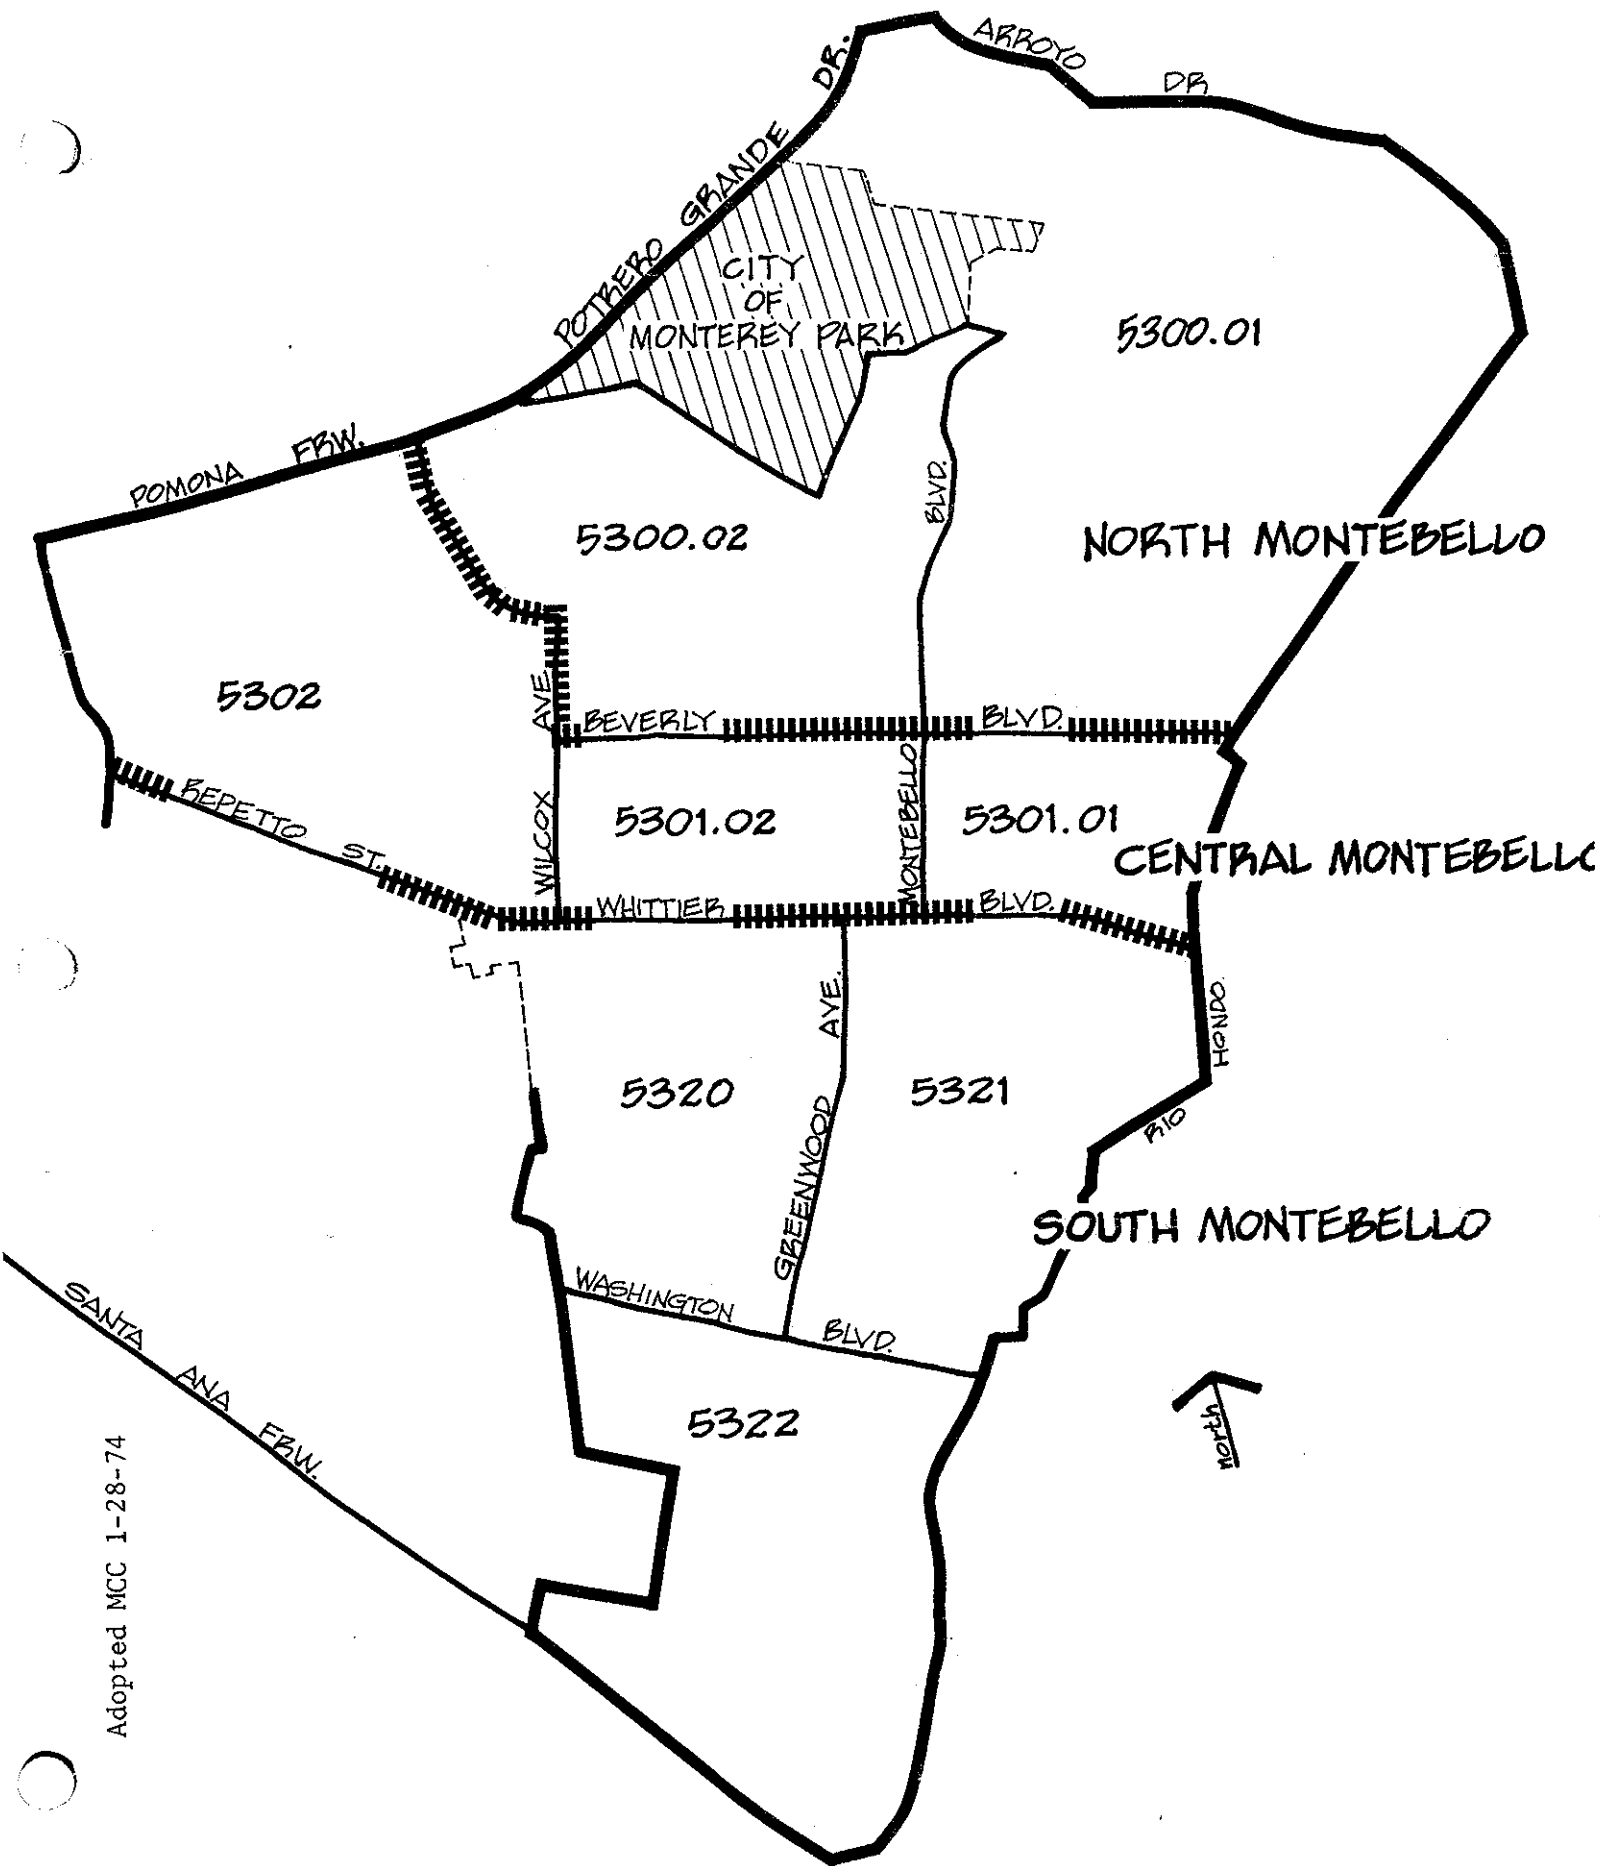 ARROYO DR
POTRERO GRANDE DR.
CITY
OF
MONTEREY PARK
5300.01
POMONA FRW.
5300.02
NORTH MONTEBELLO
5302
BEVERLY BLVD.
WILCOX AVE.
MONTEBELLO BLVD.
REPETTO ST.
5301.02
5301.01
CENTRAL MONTEBELLO
WHITTIER BLVD.
GREENWOOD AVE.
RIO HONDO
5320
5321
SOUTH MONTEBELLO
WASHINGTON BLVD.
SANTA ANA FRW.
5322
north
Adopted MCC 1-28-74